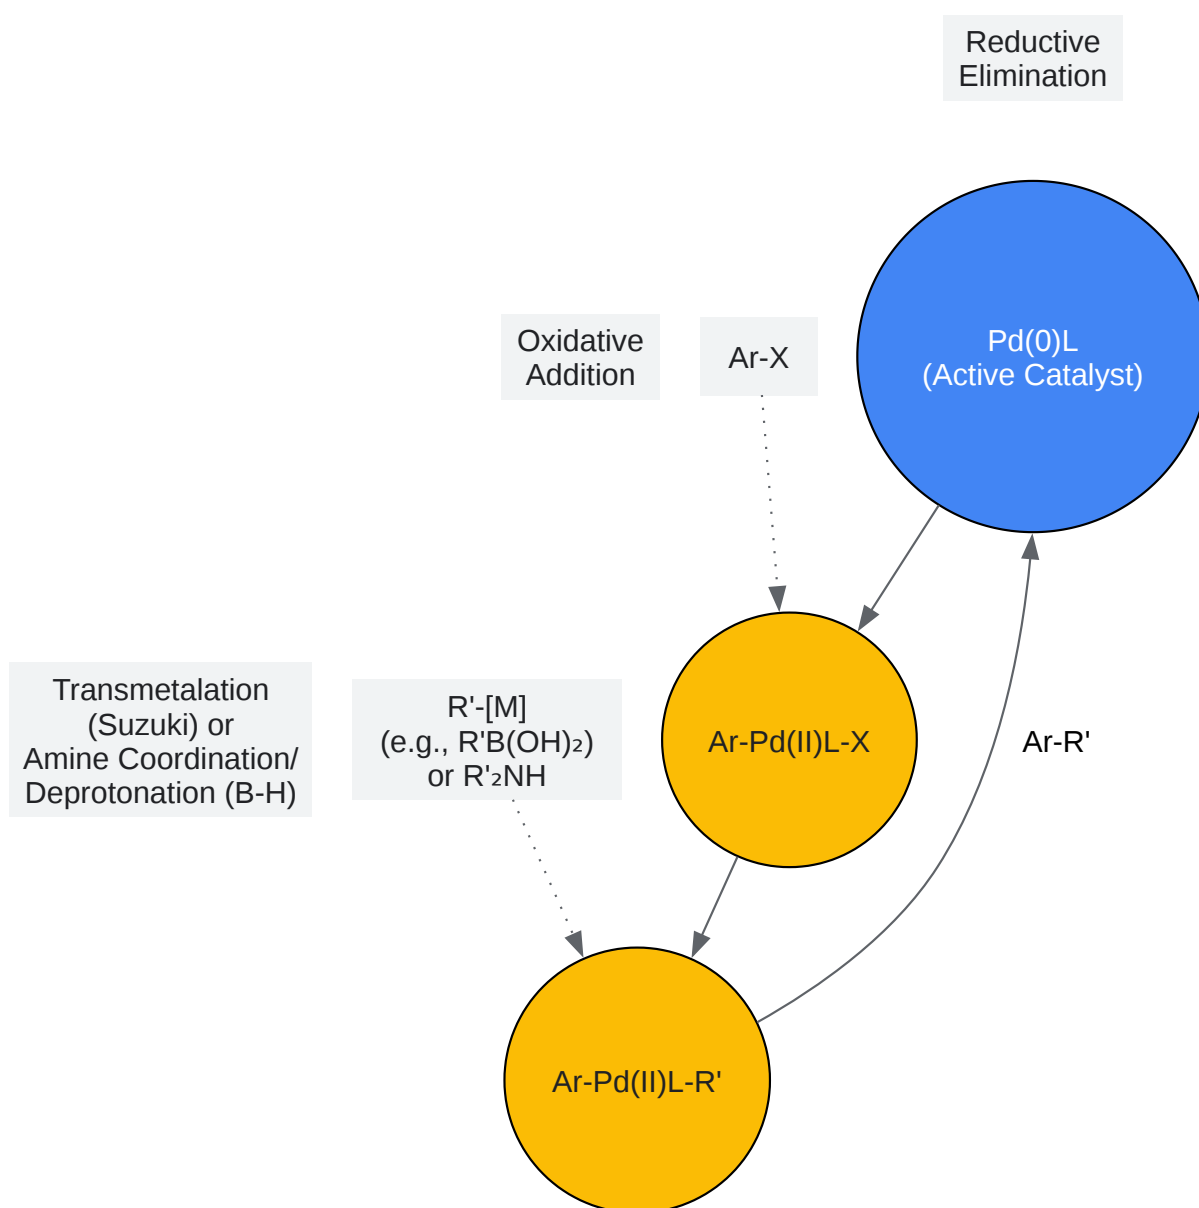 Reductive
Elimination
Oxidative
Addition
Ar-X
Pd(0)L
(Active Catalyst)
Transmetalation
(Suzuki) or
Amine Coordination/
Deprotonation (B-H)
R'-[M]
(e.g., R'B(OH)₂)
or R'₂NH
Ar-Pd(II)L-X
Ar-R'
Ar-Pd(II)L-R'